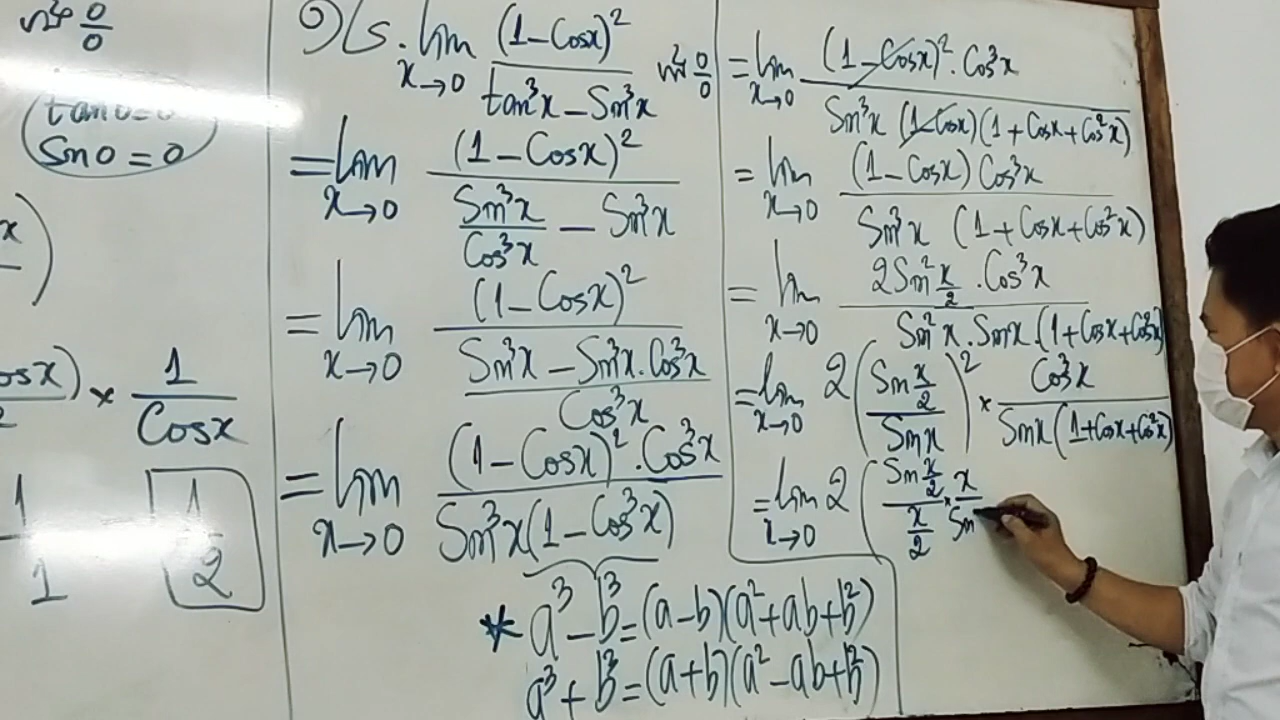 0/0
tan0=0
Sin0=0
x)
osx)/2 × 1/Cosx
1/1
1/2
lim x→0 (1-Cosx)²/(tan³x-Sin³x) 0/0
=lim x→0 (1-Cosx)²/(Sin³x/Cos³x - Sin³x)
=lim x→0 (1-Cosx)²/((Sin³x-Sin³x.Cos³x)/Cos³x)
=lim x→0 (1-Cosx)².Cos³x/(Sin³x(1-Cos³x))
* a³-b³=(a-b)(a²+ab+b²)
a³+b³=(a+b)(a²-ab+b²)
=lim x→0 (1-Cosx)².Cos³x/(Sin³x(1-Cosx)(1+Cosx+Cos²x))
=lim x→0 (1-Cosx)Cos³x/(Sin³x(1+Cosx+Cos²x))
=lim x→0 2Sin²x/2.Cos³x/(Sin²x.Sinx.(1+Cosx+Cos²x))
=lim x→0 2(Sin x/2 / Sinx)² × Cos³x/(Sinx(1+Cosx+Cos²x))
=lim x→0 2(Sin x/2 / x/2 × x/Sin